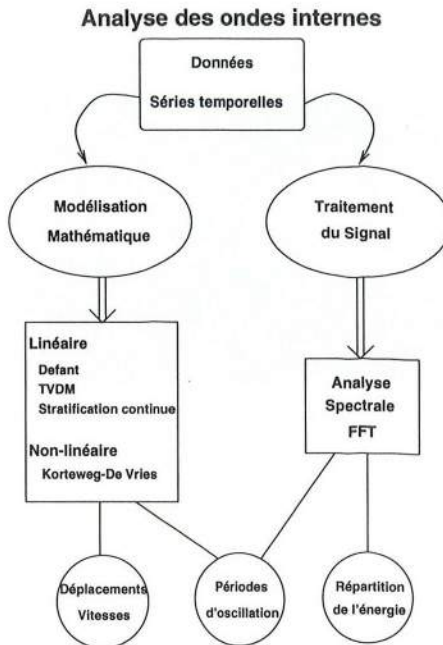 Analyse des ondes internes
Données
Séries temporelles
Modélisation
Mathématique
Traitement
du Signal
Linéaire
Defant
TVDM
Stratification continue
Non-linéaire
Korteweg-De Vries
Analyse
Spectrale
FFT
Déplacements
Vitesses
Périodes
d'oscillation
Répartition
de l'énergie